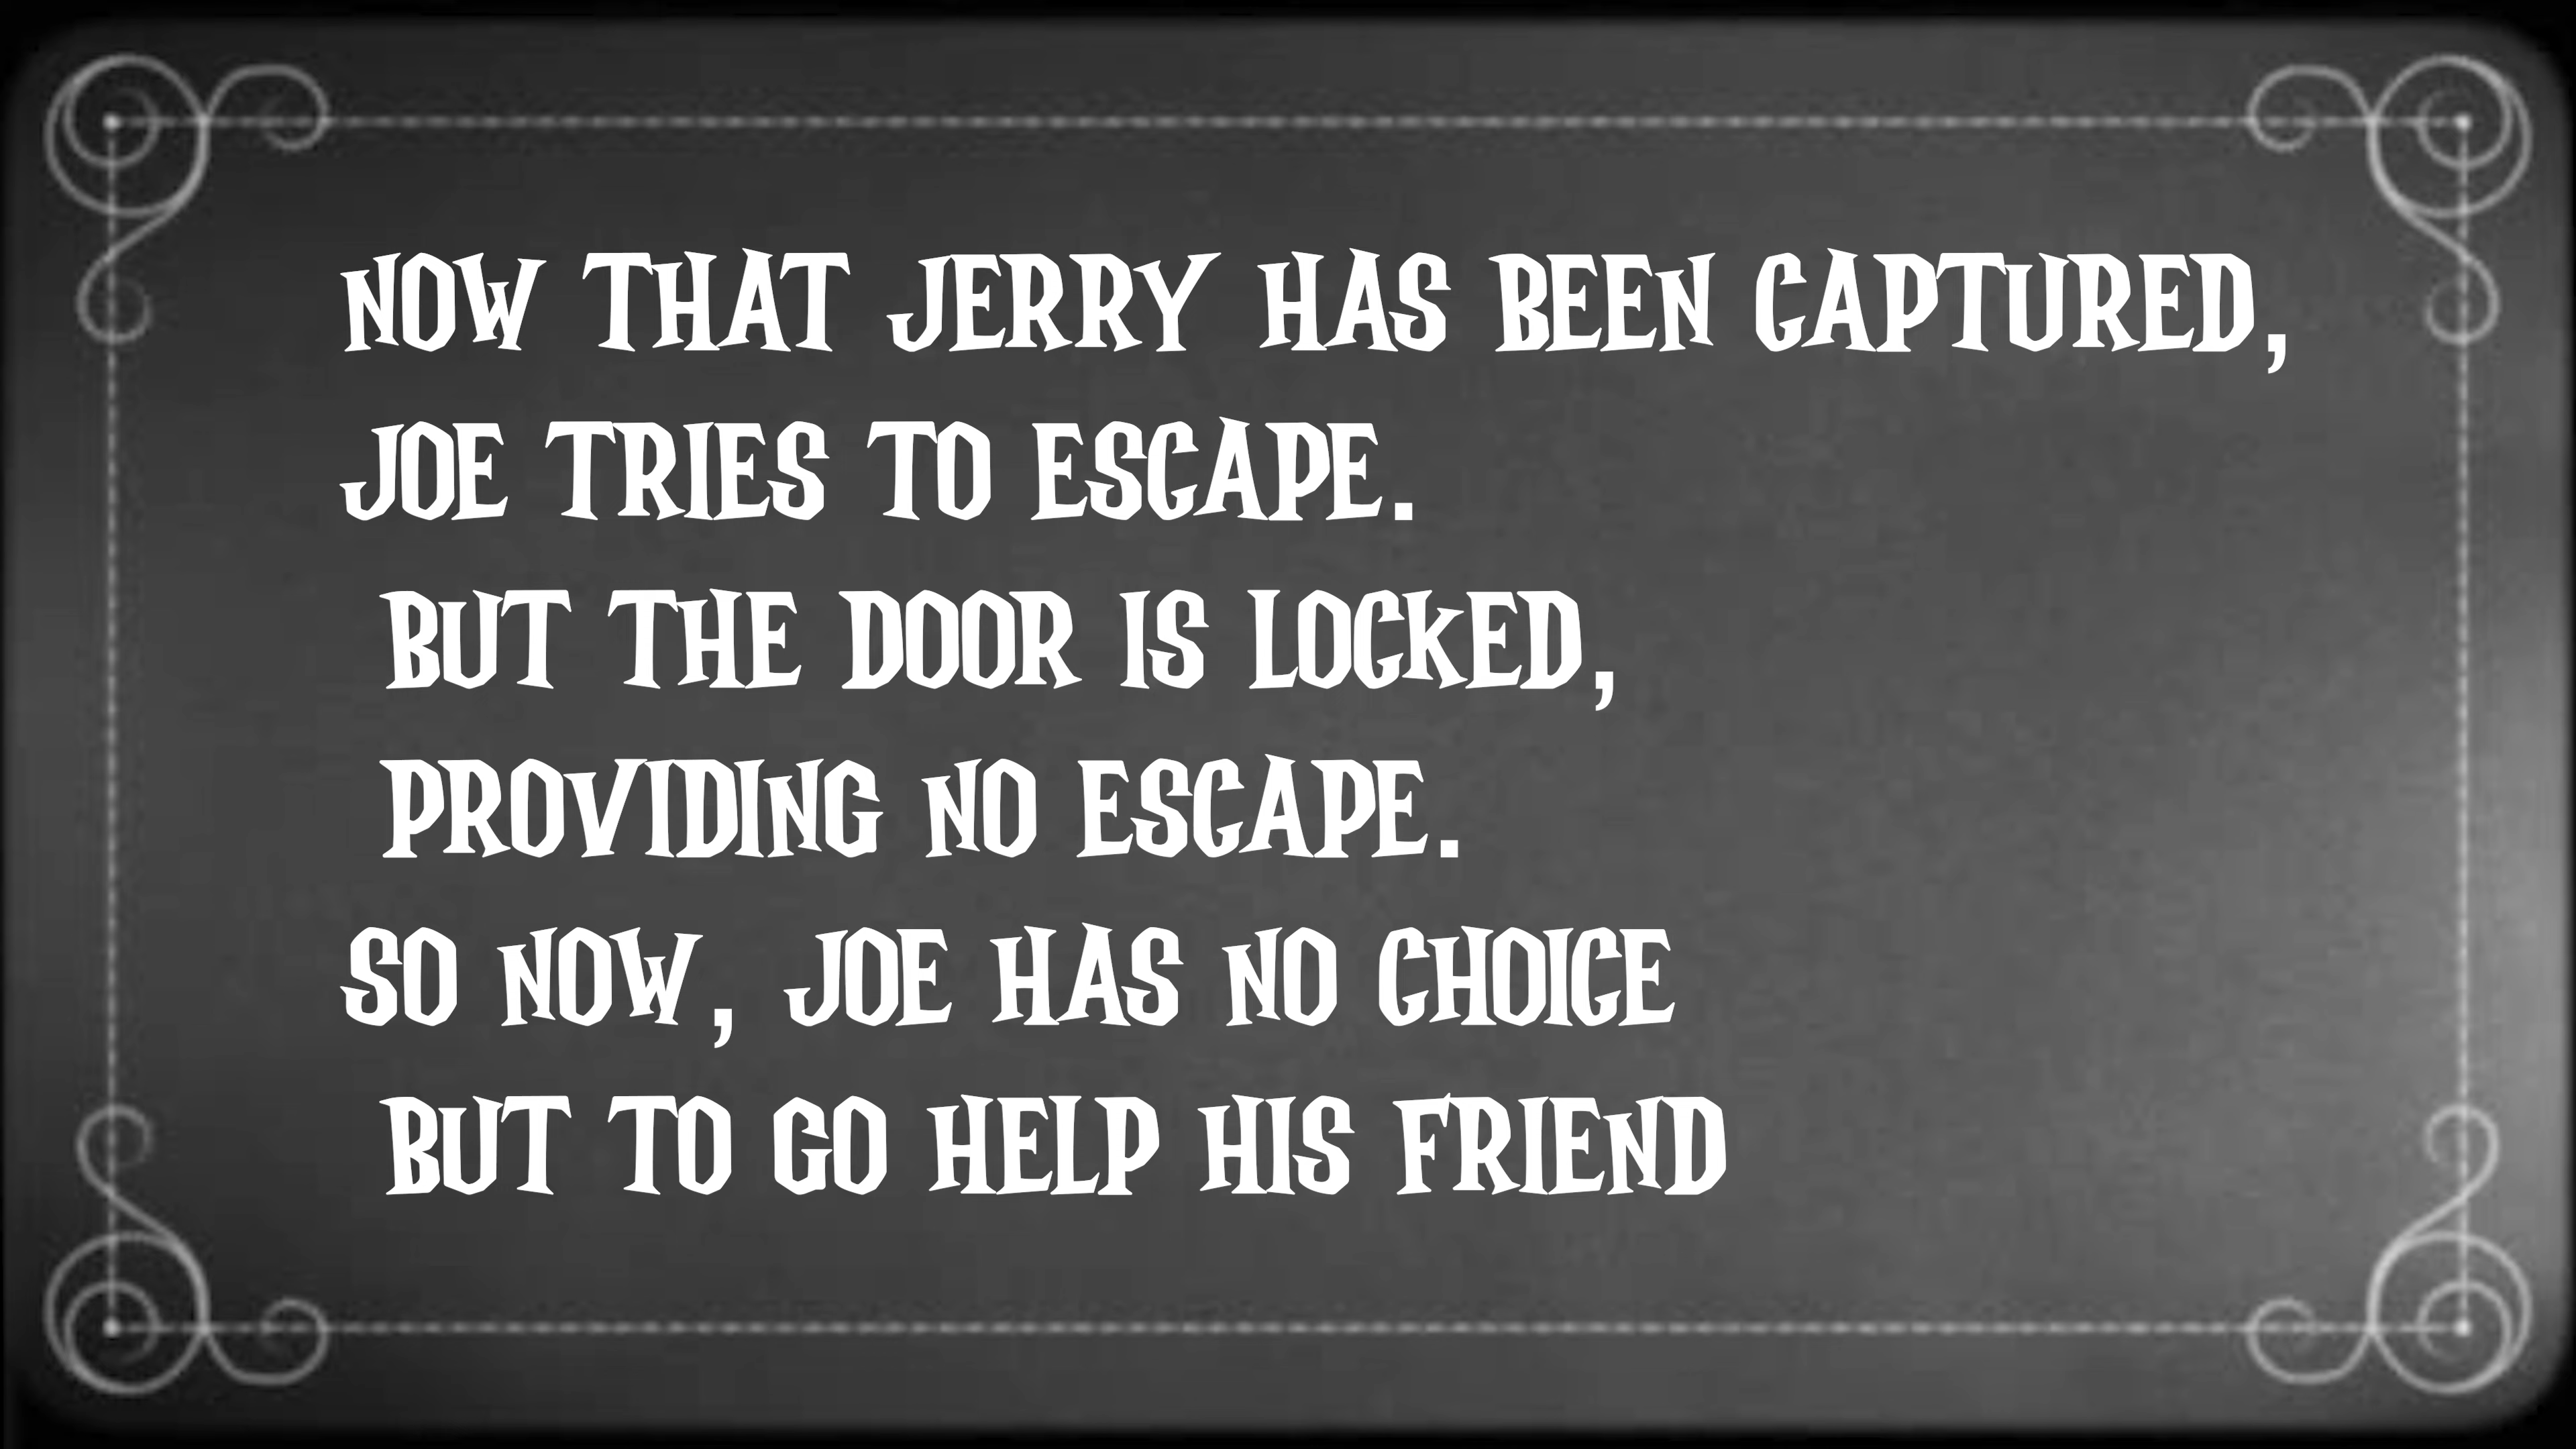 NOW THAT JERRY HAS BEEN CAPTURED,
JOE TRIES TO ESCAPE.
BUT THE DOOR IS LOCKED,
PROVIDING NO ESCAPE.
SO NOW, JOE HAS NO CHOICE
BUT TO GO HELP HIS FRIEND